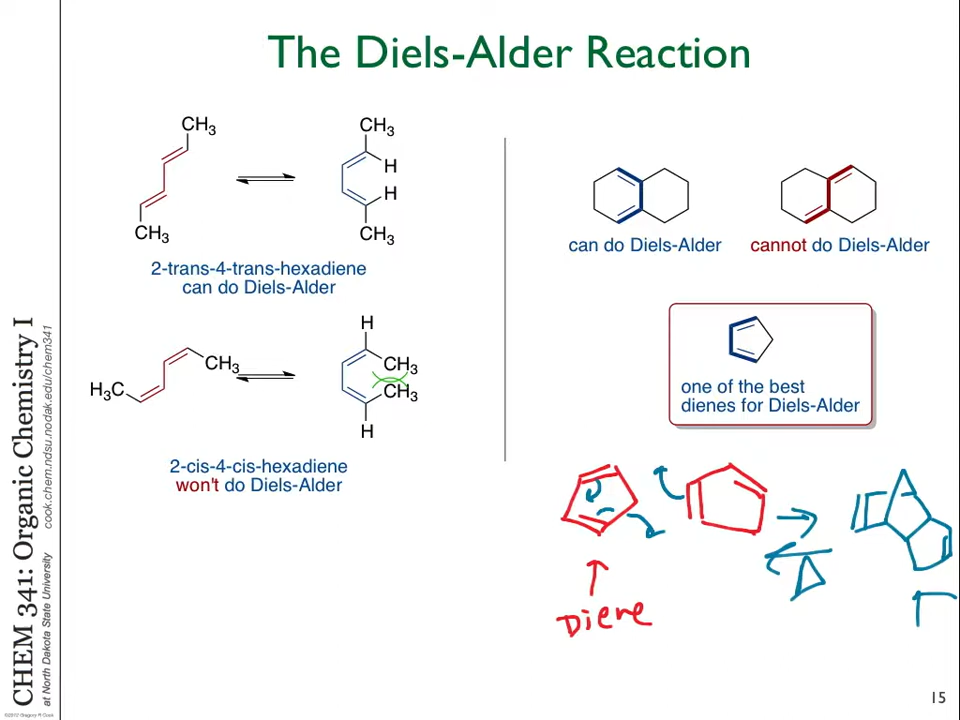 The Diels-Alder Reaction
CH3
CH3
CH3
H
H
CH3
2-trans-4-trans-hexadiene
can do Diels-Alder
CH3
H3C
H
CH3
CH3
H
2-cis-4-cis-hexadiene
won't do Diels-Alder
can do Diels-Alder
cannot do Diels-Alder
one of the best
dienes for Diels-Alder
Diene
Δ
CHEM 341: Organic Chemistry I
at North Dakota State University
cook.chem.ndsu.nodak.edu/chem341
©2012 Gregory R Cook
15